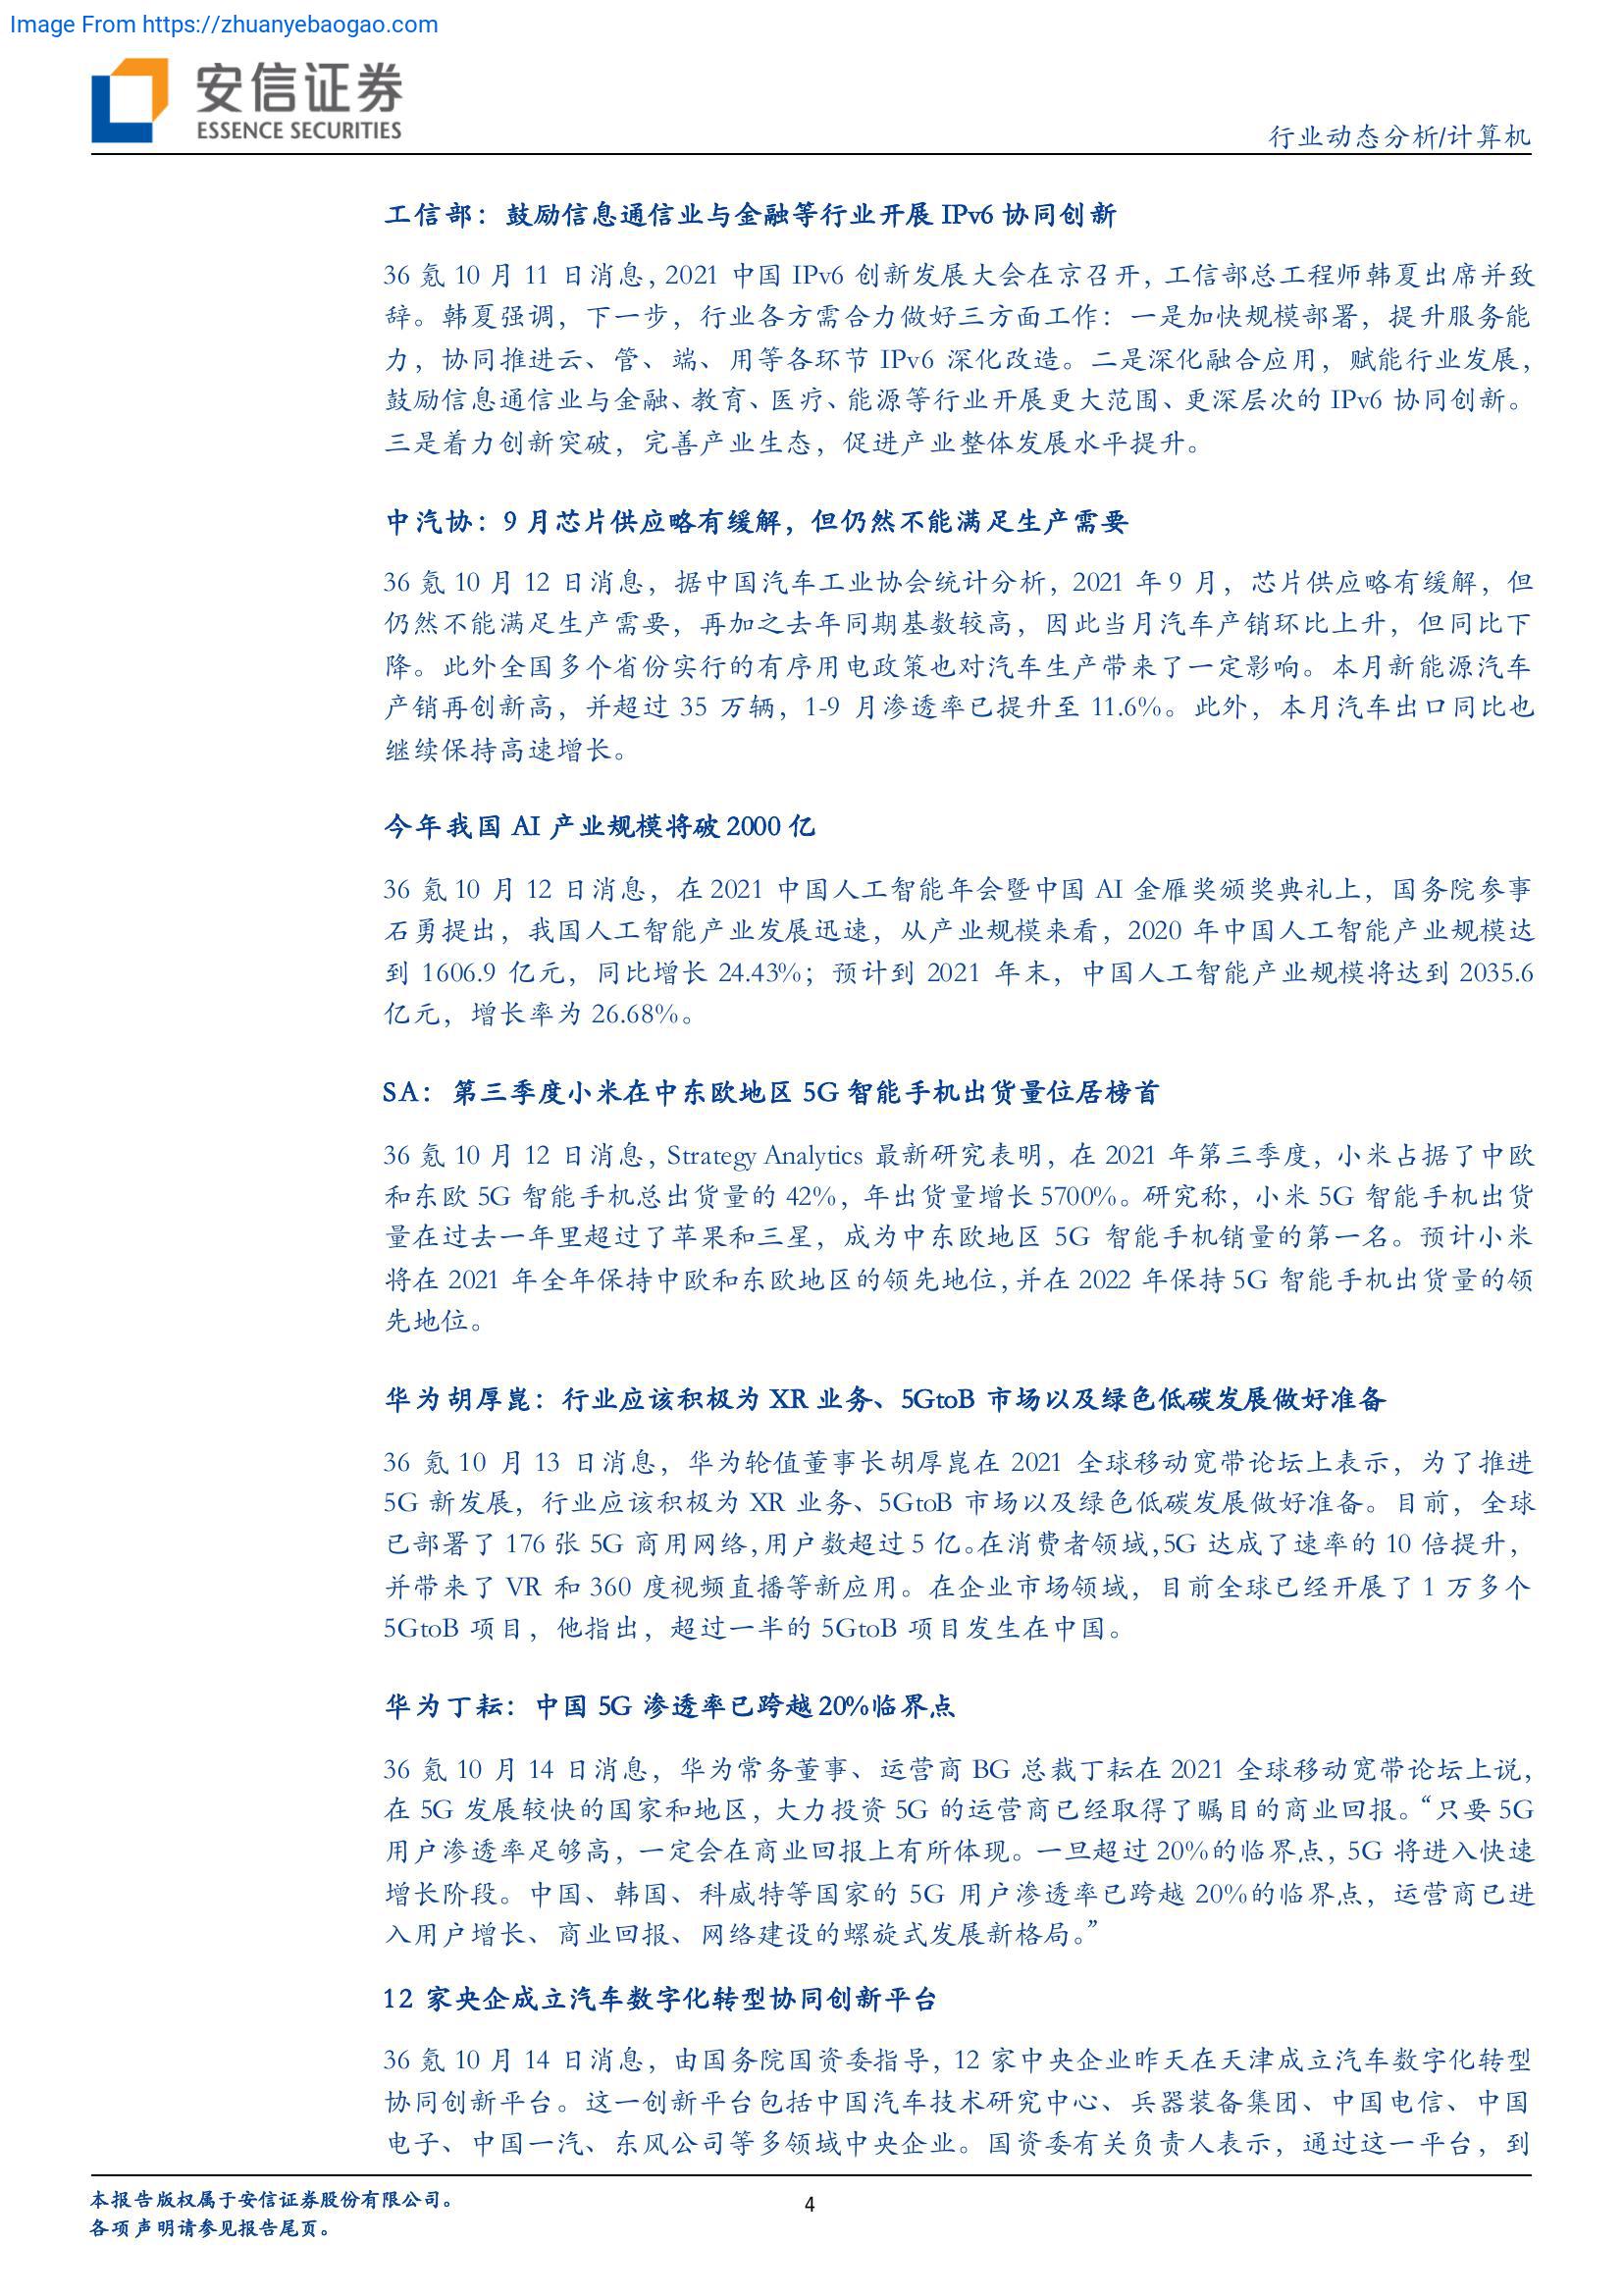 Image From https://zhuanyebaogao.com
安信证券
ESSENCE SECURITIES
行业动态分析/计算机
工信部：鼓励信息通信业与金融等行业开展 IPv6 协同创新
36 氪 10 月 11 日消息，2021 中国 IPv6 创新发展大会在京召开，工信部总工程师韩夏出席并致
辞。韩夏强调，下一步，行业各方需合力做好三方面工作：一是加快规模部署，提升服务能
力，协同推进云、管、端、用等各环节 IPv6 深化改造。二是深化融合应用，赋能行业发展，
鼓励信息通信业与金融、教育、医疗、能源等行业开展更大范围、更深层次的 IPv6 协同创新。
三是着力创新突破，完善产业生态，促进产业整体发展水平提升。
中汽协：9 月芯片供应略有缓解，但仍然不能满足生产需要
36 氪 10 月 12 日消息，据中国汽车工业协会统计分析，2021 年 9 月，芯片供应略有缓解，但
仍然不能满足生产需要，再加之去年同期基数较高，因此当月汽车产销环比上升，但同比下
降。此外全国多个省份实行的有序用电政策也对汽车生产带来了一定影响。本月新能源汽车
产销再创新高，并超过 35 万辆，1-9 月渗透率已提升至 11.6%。此外，本月汽车出口同比也
继续保持高速增长。
今年我国 AI 产业规模将破 2000 亿
36 氪 10 月 12 日消息，在 2021 中国人工智能年会暨中国 AI 金雁奖颁奖典礼上，国务院参事
石勇提出，我国人工智能产业发展迅速，从产业规模来看，2020 年中国人工智能产业规模达
到 1606.9 亿元，同比增长 24.43%；预计到 2021 年末，中国人工智能产业规模将达到 2035.6
亿元，增长率为 26.68%。
SA：第三季度小米在中东欧地区 5G 智能手机出货量位居榜首
36 氪 10 月 12 日消息，Strategy Analytics 最新研究表明，在 2021 年第三季度，小米占据了中欧
和东欧 5G 智能手机总出货量的 42%，年出货量增长 5700%。研究称，小米 5G 智能手机出货
量在过去一年里超过了苹果和三星，成为中东欧地区 5G 智能手机销量的第一名。预计小米
将在 2021 年全年保持中欧和东欧地区的领先地位，并在 2022 年保持 5G 智能手机出货量的领
先地位。
华为胡厚崑：行业应该积极为 XR 业务、5GtoB 市场以及绿色低碳发展做好准备
36 氪 10 月 13 日消息，华为轮值董事长胡厚崑在 2021 全球移动宽带论坛上表示，为了推进
5G 新发展，行业应该积极为 XR 业务、5GtoB 市场以及绿色低碳发展做好准备。目前，全球
已部署了 176 张 5G 商用网络，用户数超过 5 亿。在消费者领域，5G 达成了速率的 10 倍提升，
并带来了 VR 和 360 度视频直播等新应用。在企业市场领域，目前全球已经开展了 1 万多个
5GtoB 项目，他指出，超过一半的 5GtoB 项目发生在中国。
华为丁耘：中国 5G 渗透率已跨越 20%临界点
36 氪 10 月 14 日消息，华为常务董事、运营商 BG 总裁丁耘在 2021 全球移动宽带论坛上说，
在 5G 发展较快的国家和地区，大力投资 5G 的运营商已经取得了瞩目的商业回报。“只要 5G
用户渗透率足够高，一定会在商业回报上有所体现。一旦超过 20%的临界点，5G 将进入快速
增长阶段。中国、韩国、科威特等国家的 5G 用户渗透率已跨越 20%的临界点，运营商已进
入用户增长、商业回报、网络建设的螺旋式发展新格局。”
12 家央企成立汽车数字化转型协同创新平台
36 氪 10 月 14 日消息，由国务院国资委指导，12 家中央企业昨天在天津成立汽车数字化转型
协同创新平台。这一创新平台包括中国汽车技术研究中心、兵器装备集团、中国电信、中国
电子、中国一汽、东风公司等多领域中央企业。国资委有关负责人表示，通过这一平台，到
本报告版权属于安信证券股份有限公司。
4
各项声明请参见报告尾页。